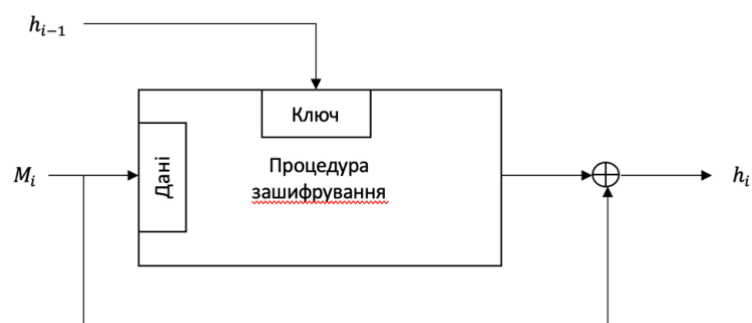 h_{i−1}
Ключ
M_i
Дані
Процедура
зашифрування
h_i